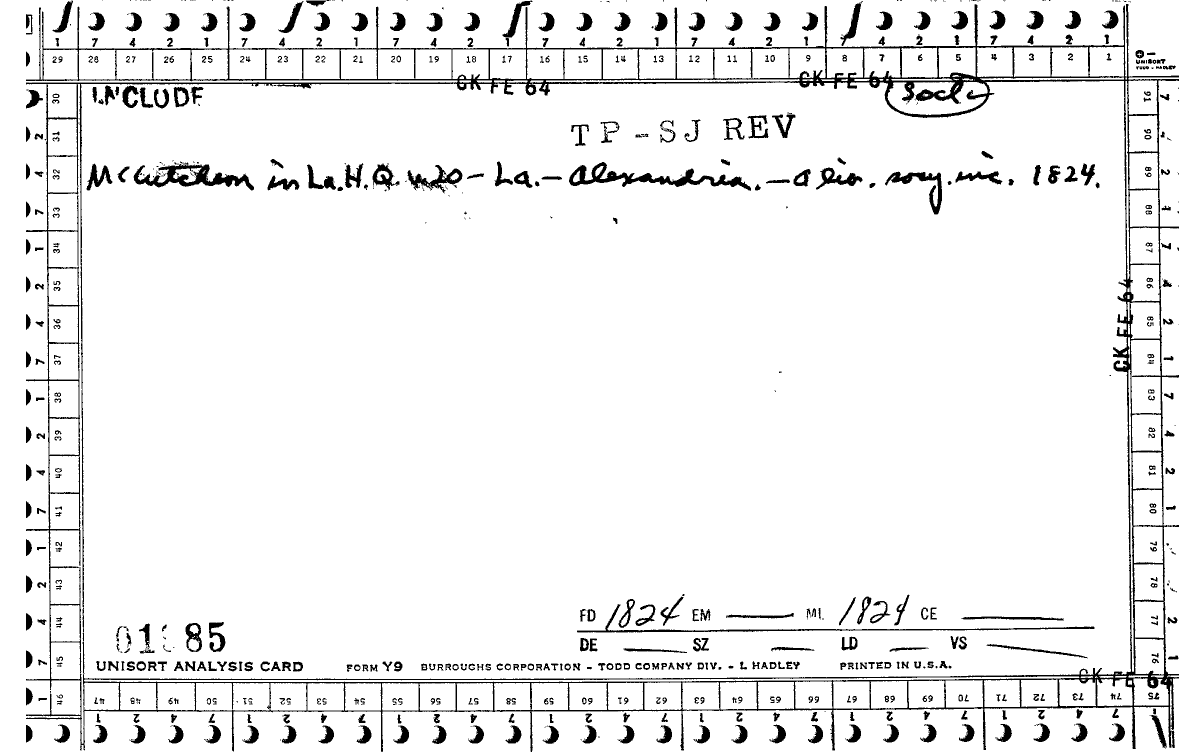 1 7 4 2 1 7 4 2 1 7 4 2 1 7 4 2 1 7 4 2 1 7 4 2 1 7 4 2 1
29 28 27 26 25 24 23 22 21 20 19 18 17 16 15 14 13 12 11 10 9 8 7 6 5 4 3 2 1
UNISORT
TODD - HADLEY
CK FE 64 CK FE 64
INCLUDE
TP-SJ REV
McCutcheon in La.H.Q. v20 - La. - Alexandria. - socy. inc. 1824.
CK FE 64
FD 1824 EM ML 1824 CE
DE SZ LD VS
85
UNISORT ANALYSIS CARD FORM Y9 BURROUGHS CORPORATION - TODD COMPANY DIV. - L HADLEY PRINTED IN U.S.A.
CK FE 64
30 31 32 33 34 35 36 37 38 39 40 41 42 43 44 45 46
91 90 89 88 87 86 85 84 83 82 81 80 79 78 77 76 75
47 48 49 50 51 52 53 54 55 56 57 58 59 60 61 62 63 64 65 66 67 68 69 70 71 72 73 74
1 2 4 7 1 2 4 7 1 2 4 7 1 2 4 7 1 2 4 7 1 2 4 7 1 2 4 7